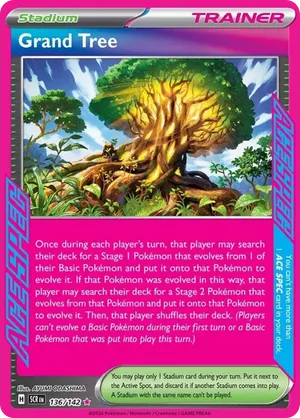 Stadium
TRAINER
Grand Tree
ACE SPEC
ACE SPEC
You can't have more than
1 ACE SPEC card in your deck.
Once during each player's turn, that player may search
their deck for a Stage 1 Pokémon that evolves from 1 of
their Basic Pokémon and put it onto that Pokémon to
evolve it. If that Pokémon was evolved in this way, that
player may search their deck for a Stage 2 Pokémon that
evolves from that Pokémon and put it onto that Pokémon
to evolve it. Then, that player shuffles their deck. (Players
can't evolve a Basic Pokémon during their first turn or a Basic
Pokémon that was put into play this turn.)
Illus. AYUMI ODASHIMA
H SCR EN 136/142
You may play only 1 Stadium card during your turn. Put it next to
the Active Spot, and discard it if another Stadium comes into play.
A Stadium with the same name can't be played.
©2024 Pokémon / Nintendo / Creatures / GAME FREAK